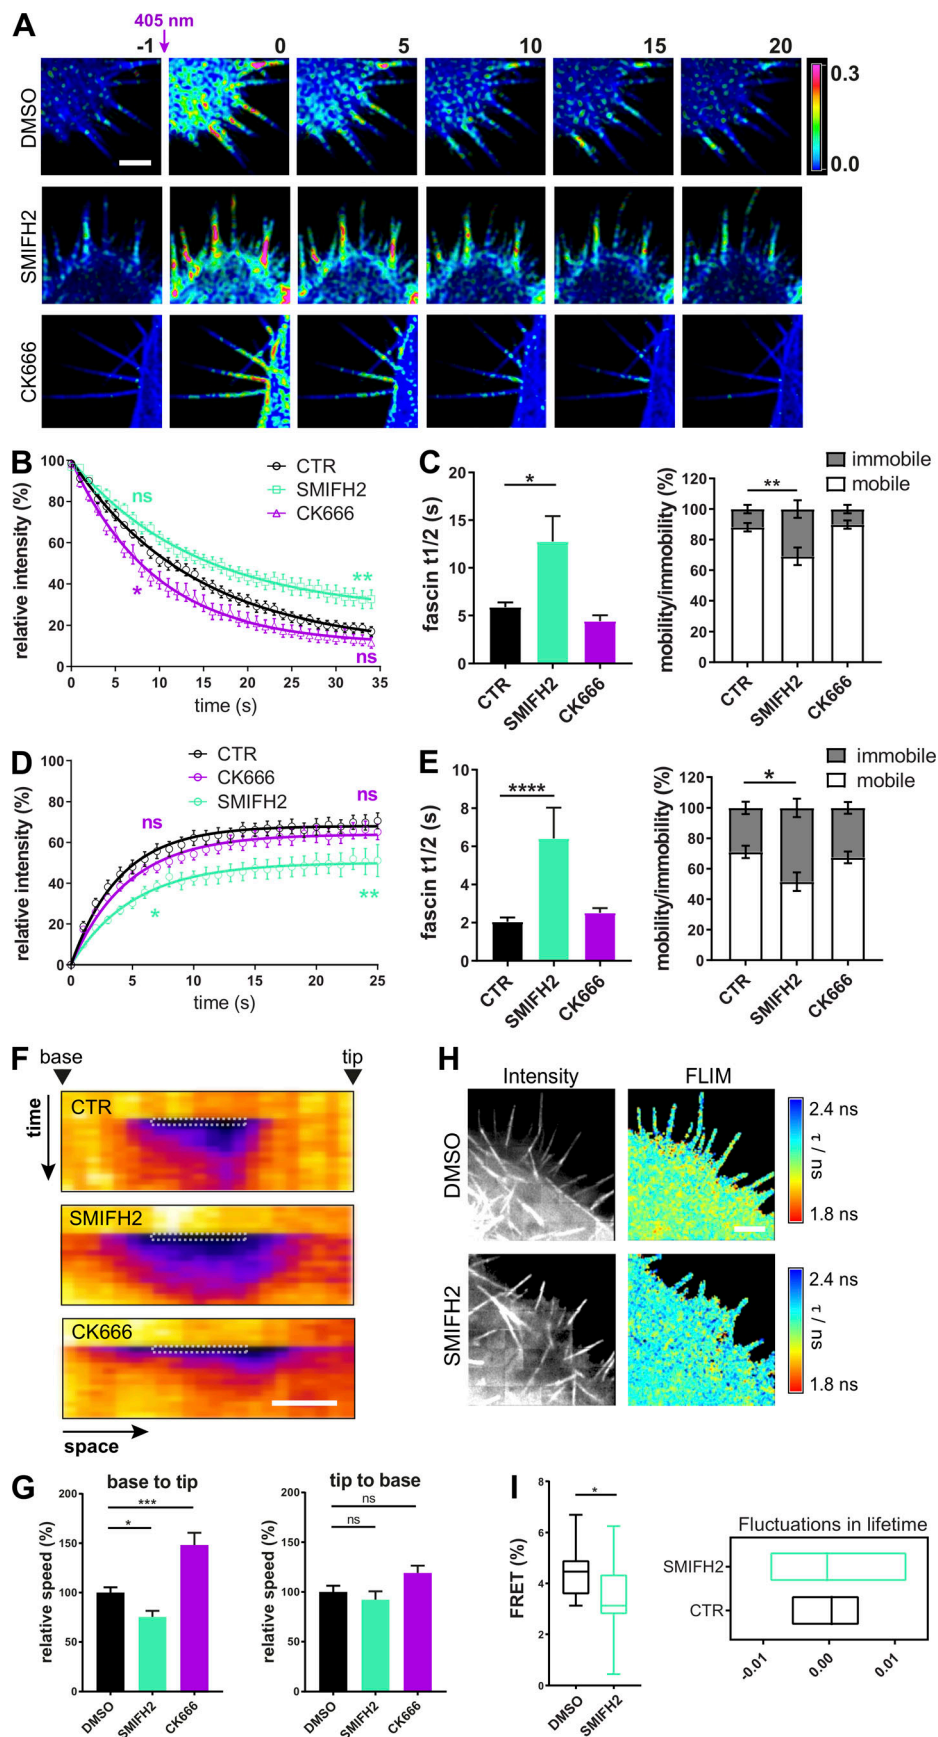 A
405 nm
-1 0 5 10 15 20
DMSO
0.3
0.0
SMIFH2
CK666
B
relative intensity (%)
100
80
60
40
20
0
0 5 10 15 20 25 30 35
time (s)
CTR
SMIFH2
CK666
ns
**
*
ns
C
fascin t1/2 (s)
20
15
10
5
0
*
CTR
SMIFH2
CK666
immobile
mobile
mobility/immobility (%)
120
100
80
60
40
20
0
**
CTR
SMIFH2
CK666
D
relative intensity (%)
100
80
60
40
20
0
0 5 10 15 20 25
time (s)
CTR
CK666
SMIFH2
ns
ns
*
**
E
fascin t1/2 (s)
8
6
4
2
0
****
CTR
SMIFH2
CK666
immobile
mobile
mobility/immobility (%)
120
100
80
60
40
20
0
*
CTR
SMIFH2
CK666
F
base
tip
time
CTR
SMIFH2
CK666
space
H
Intensity FLIM
DMSO
2.4 ns
τ / ns
1.8 ns
SMIFH2
2.4 ns
τ / ns
1.8 ns
G
base to tip
relative speed (%)
200
150
100
50
0
***
*
DMSO
SMIFH2
CK666
tip to base
relative speed (%)
200
150
100
50
0
ns
ns
DMSO
SMIFH2
CK666
I
FRET (%)
8
6
4
2
0
*
DMSO
SMIFH2
Fluctuations in lifetime
SMIFH2
CTR
-0.01
0.00
0.01